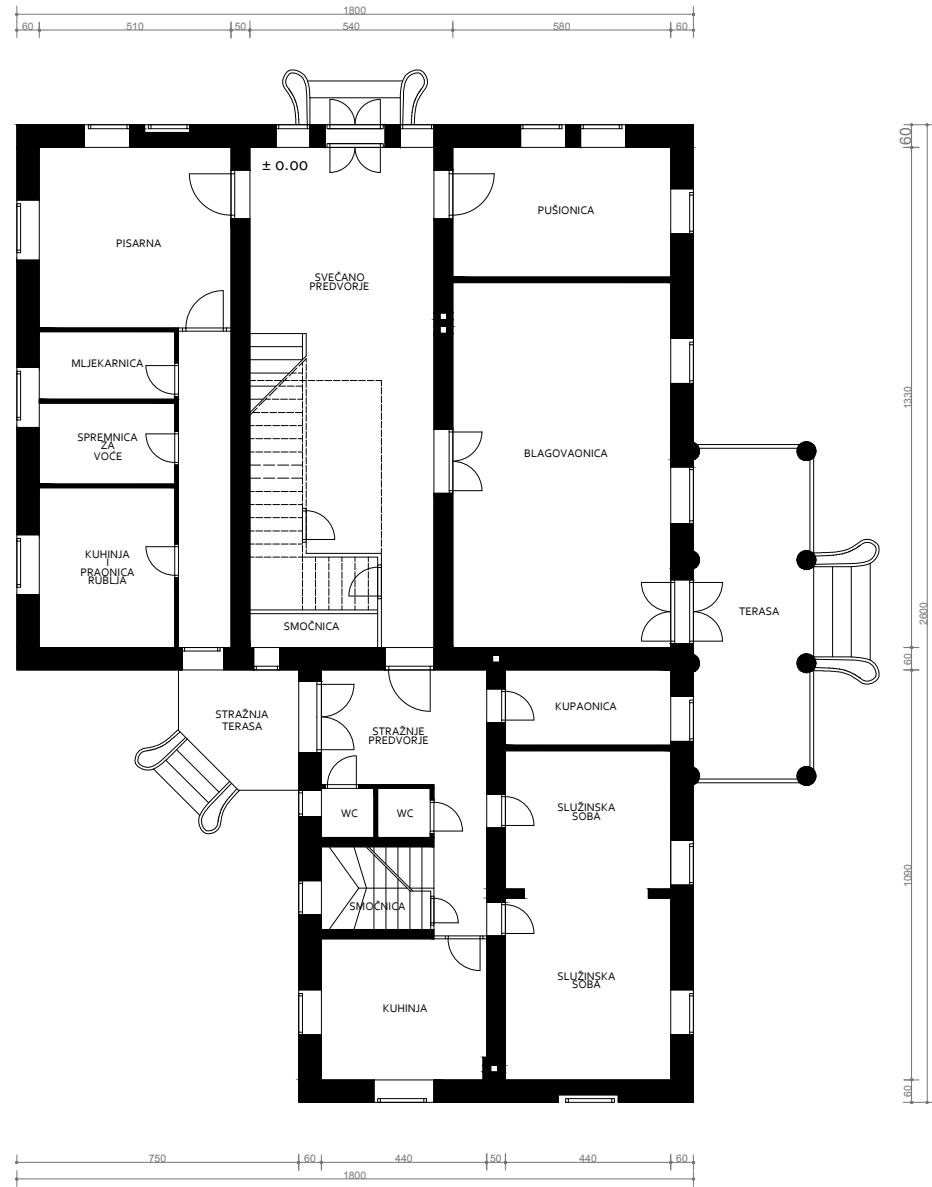 1800
60 510 50 540 580 60
60
± 0.00
PUŠIONICA
PISARNA
SVEČANO
PREDVORJE
MLJEKARNICA
1330
SPREMNICA
ZA
VOĆE
BLAGOVAONICA
KUHINJA
I
PRAONICA
RUBLJA
TERASA
2600
SMOČNICA
60
KUPAONICA
STRAŽNJA
TERASA
STRAŽNJE
PREDVORJE
WC WC
SLUŽINSKA
SOBA
1090
SMOČNICA
SLUŽINSKA
SOBA
KUHINJA
60
750 60 440 50 440 60
1800